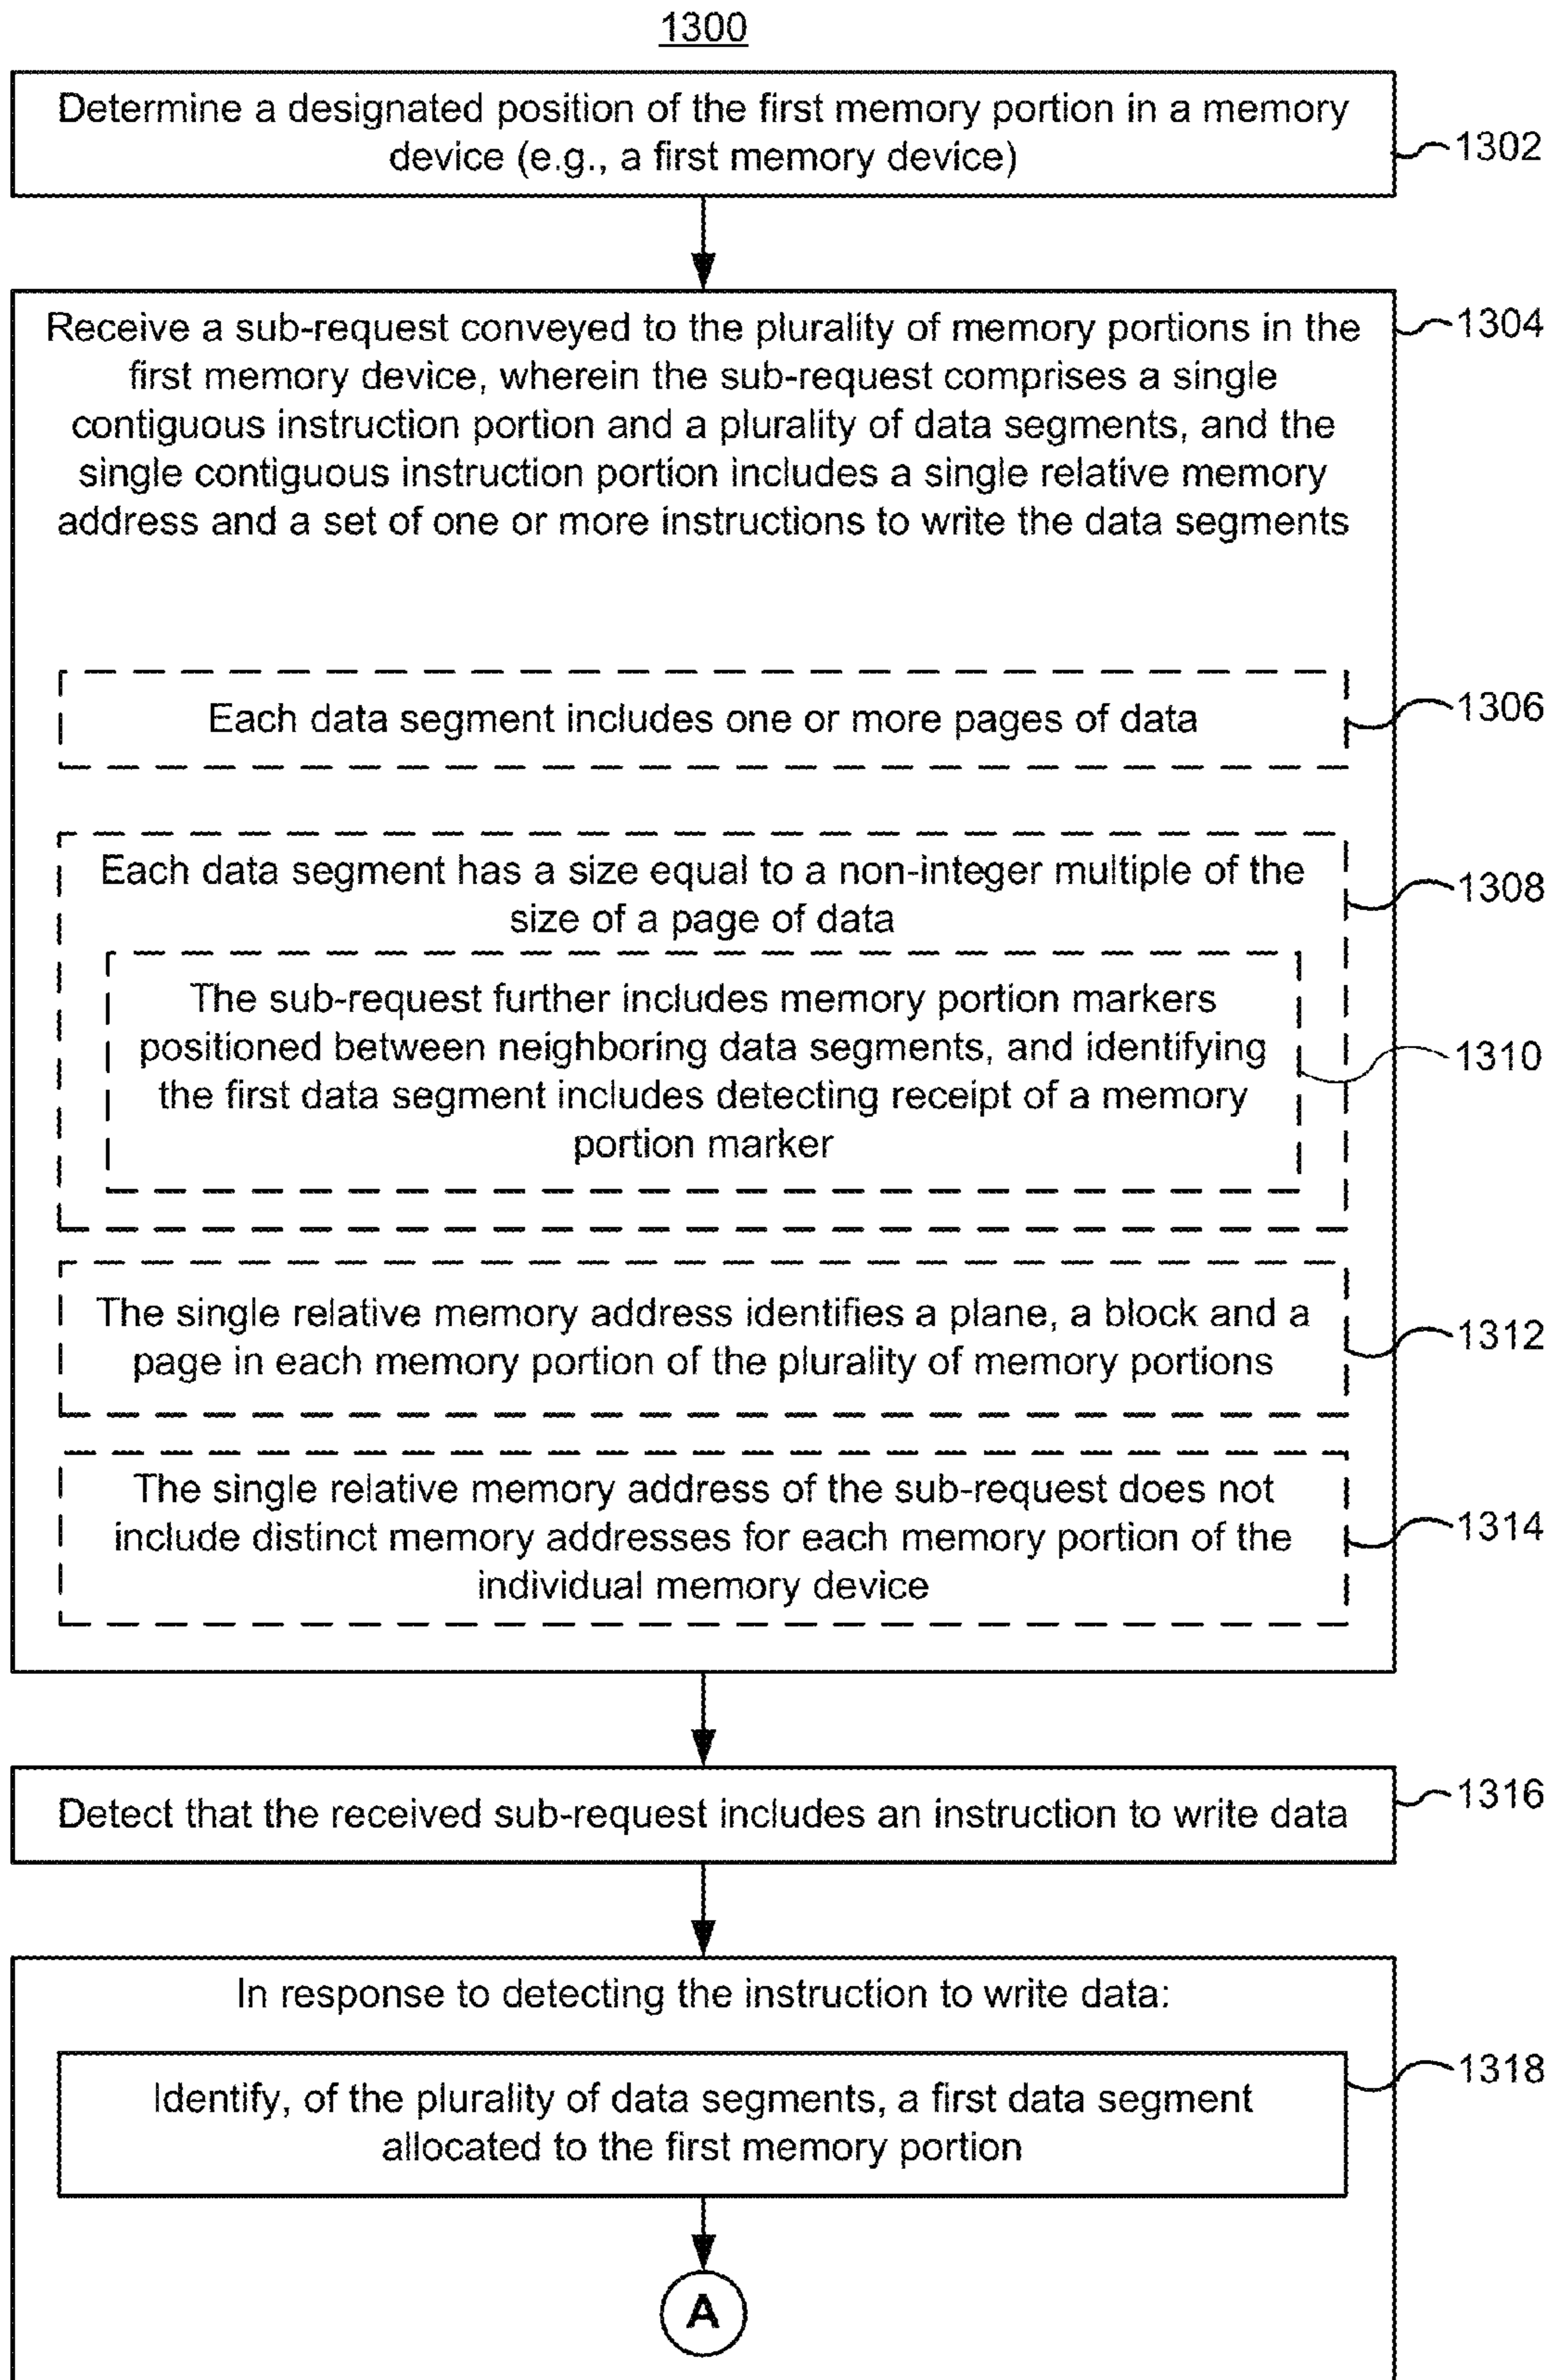 1300
Determine a designated position of the first memory portion in a memory
device (e.g., a first memory device)
1302
Receive a sub-request conveyed to the plurality of memory portions in the
first memory device, wherein the sub-request comprises a single
contiguous instruction portion and a plurality of data segments, and the
single contiguous instruction portion includes a single relative memory
address and a set of one or more instructions to write the data segments
1304
Each data segment includes one or more pages of data
1306
Each data segment has a size equal to a non-integer multiple of the
size of a page of data
1308
The sub-request further includes memory portion markers
positioned between neighboring data segments, and identifying
the first data segment includes detecting receipt of a memory
portion marker
1310
The single relative memory address identifies a plane, a block and a
page in each memory portion of the plurality of memory portions
1312
The single relative memory address of the sub-request does not
include distinct memory addresses for each memory portion of the
individual memory device
1314
Detect that the received sub-request includes an instruction to write data
1316
In response to detecting the instruction to write data:
Identify, of the plurality of data segments, a first data segment
allocated to the first memory portion
1318
A